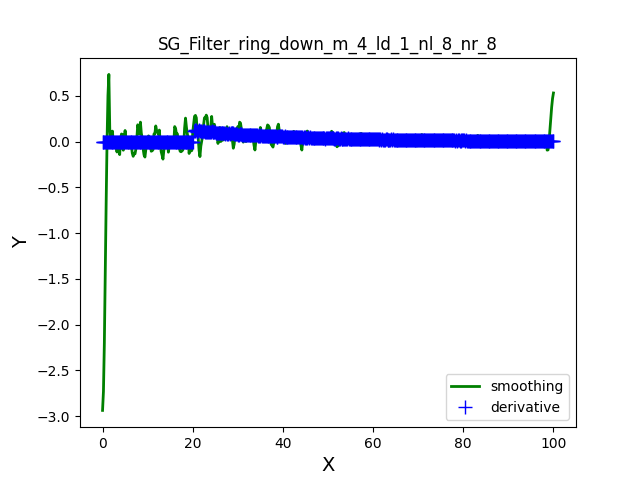 SG_Filter_ring_down_m_4_ld_1_nl_8_nr_8
0.5
0.0
−0.5
−1.0
−1.5
−2.0
−2.5
−3.0
Y
smoothing
derivative
0 20 40 60 80 100
X